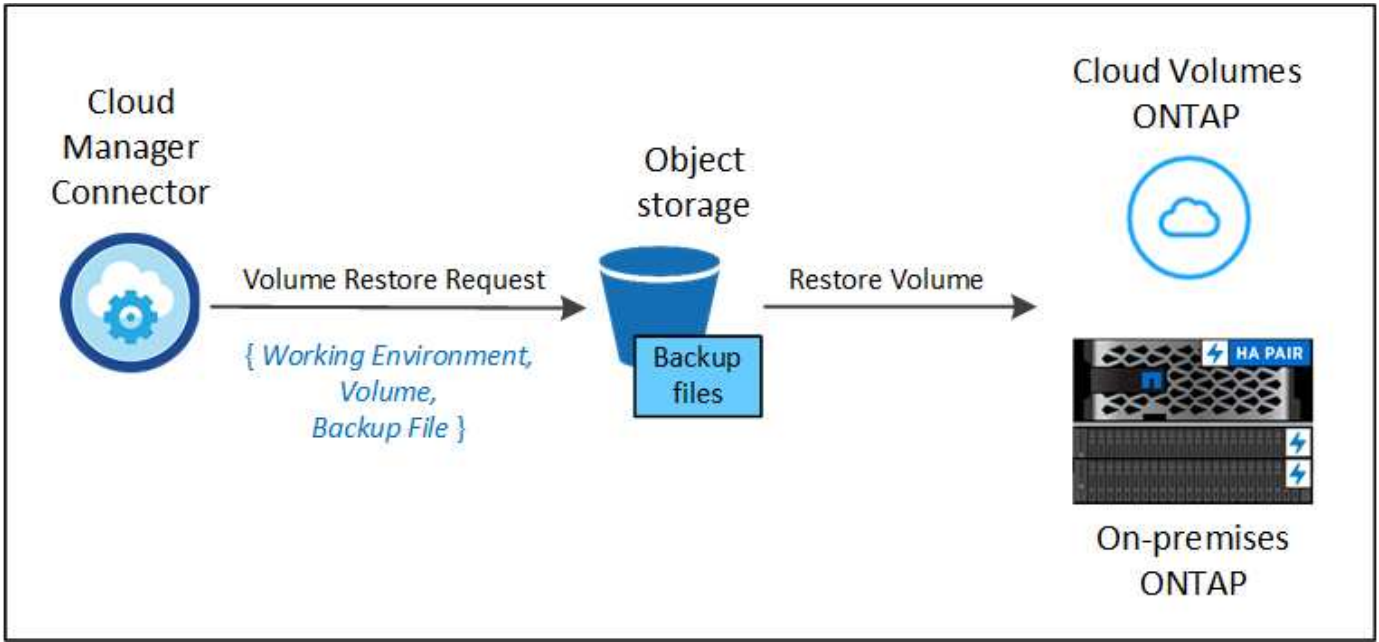 Cloud
Manager
Connector
Volume Restore Request
{ Working Environment,
Volume,
Backup File }
Object
storage
Backup
files
Restore Volume
Cloud Volumes
ONTAP
HA PAIR
On-premises
ONTAP